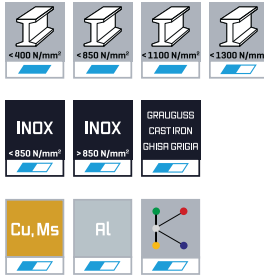 <400 N/mm²
<850 N/mm²
<1100 N/mm²
<1300 N/mm²
INOX
<850 N/mm²
INOX
>850 N/mm²
GRAUGUSS
CAST IRON
GHISA GRIGIA
Cu, Ms
Al